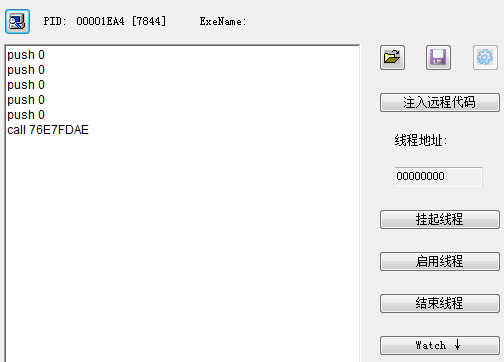 PID: 00001EA4 [7844] ExeName:
push 0
push 0
push 0
push 0
push 0
call 76E7FDAE
注入远程代码
线程地址:
00000000
挂起线程
启用线程
结束线程
Watch ↓